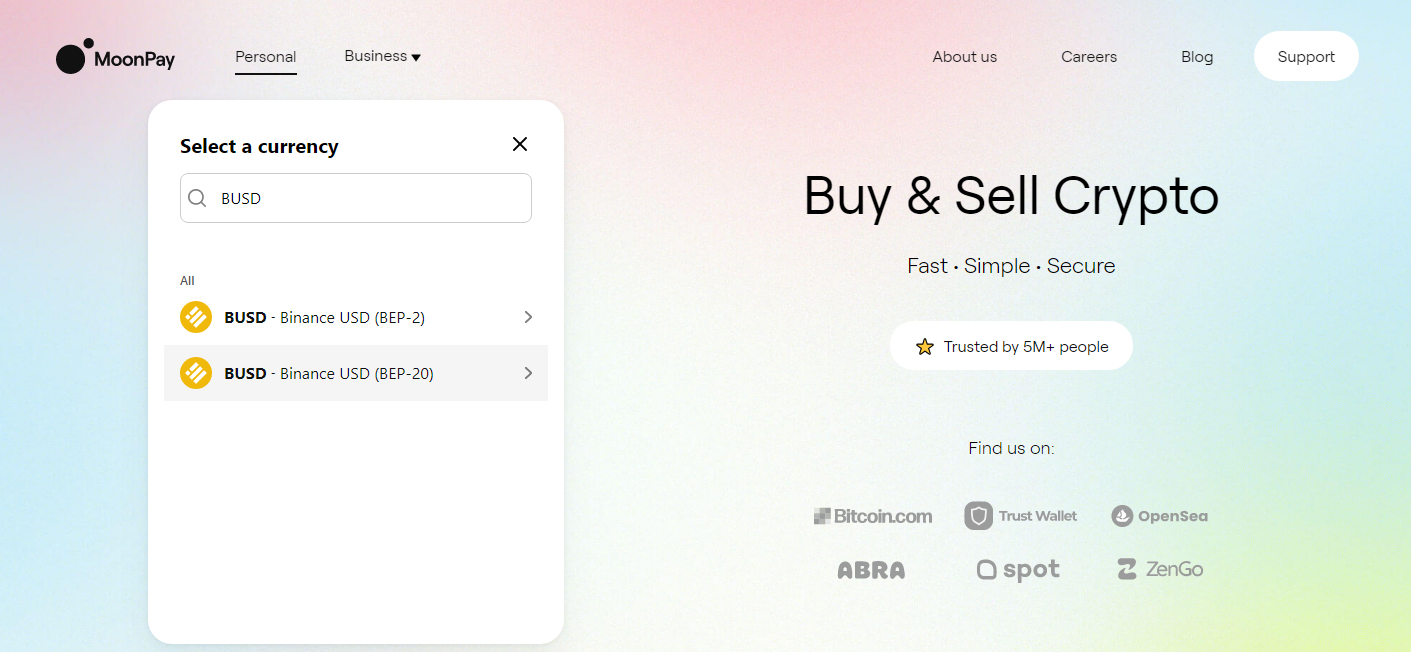 MoonPay
Personal
Business
About us
Careers
Blog
Support
Select a currency
BUSD
All
BUSD - Binance USD (BEP-2)
BUSD - Binance USD (BEP-20)
Buy & Sell Crypto
Fast • Simple • Secure
Trusted by 5M+ people
Find us on:
Bitcoin.com
Trust Wallet
OpenSea
ABRA
spot
ZenGo